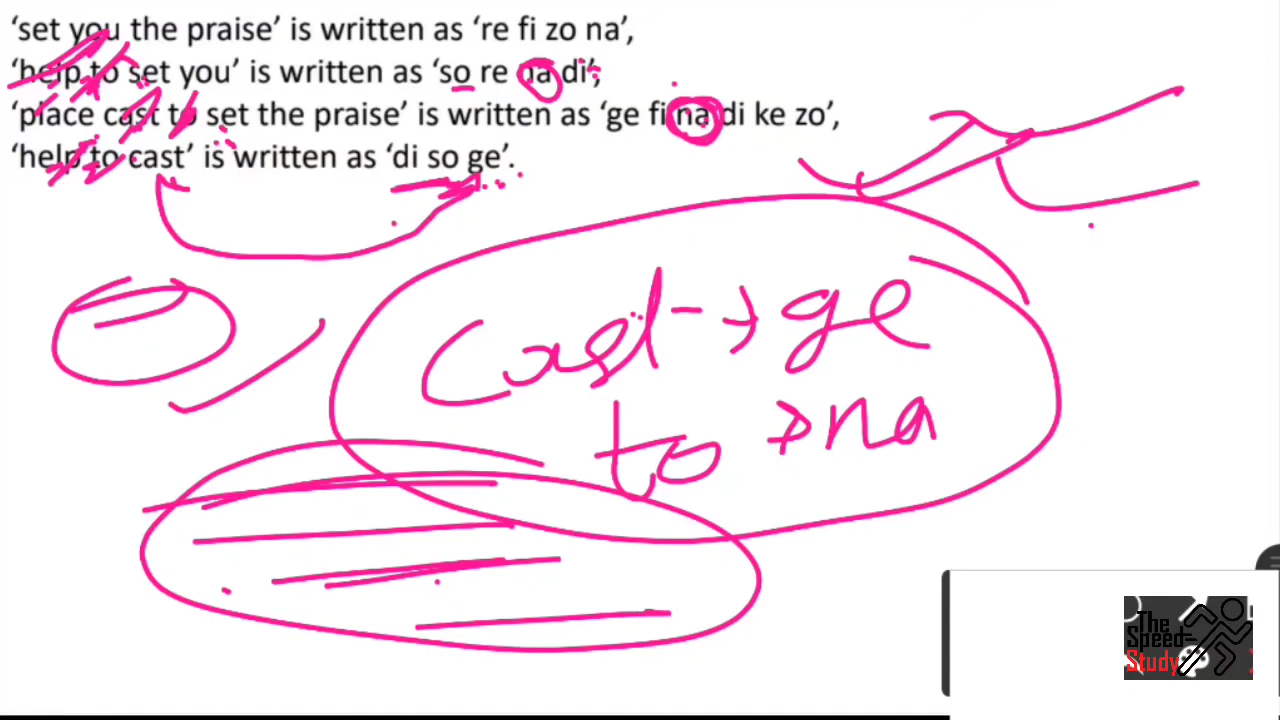 ‘set you the praise’ is written as ‘re fi zo na’,
‘help to set you’ is written as ‘so re na di’,
‘place cast to set the praise’ is written as ‘ge fi na di ke zo’,
‘help to cast’ is written as ‘di so ge’.
Cast → ge
to → na
The
Speed
Study